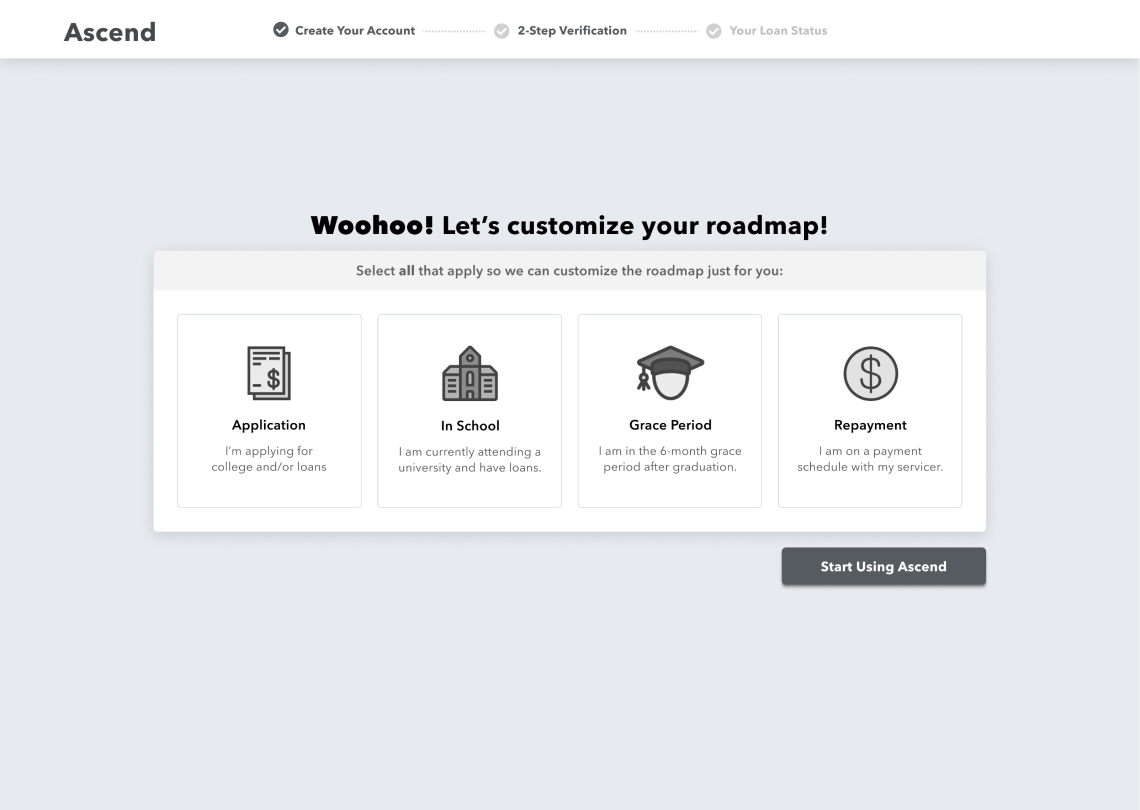 Ascend
Create Your Account
2-Step Verification
Your Loan Status
Woohoo! Let's customize your roadmap!
Select all that apply so we can customize the roadmap just for you:
$
Application
I'm applying for
college and/or loans
In School
I am currently attending a
university and have loans.
Grace Period
I am in the 6-month grace
period after graduation.
$
Repayment
I am on a payment
schedule with my servicer.
Start Using Ascend